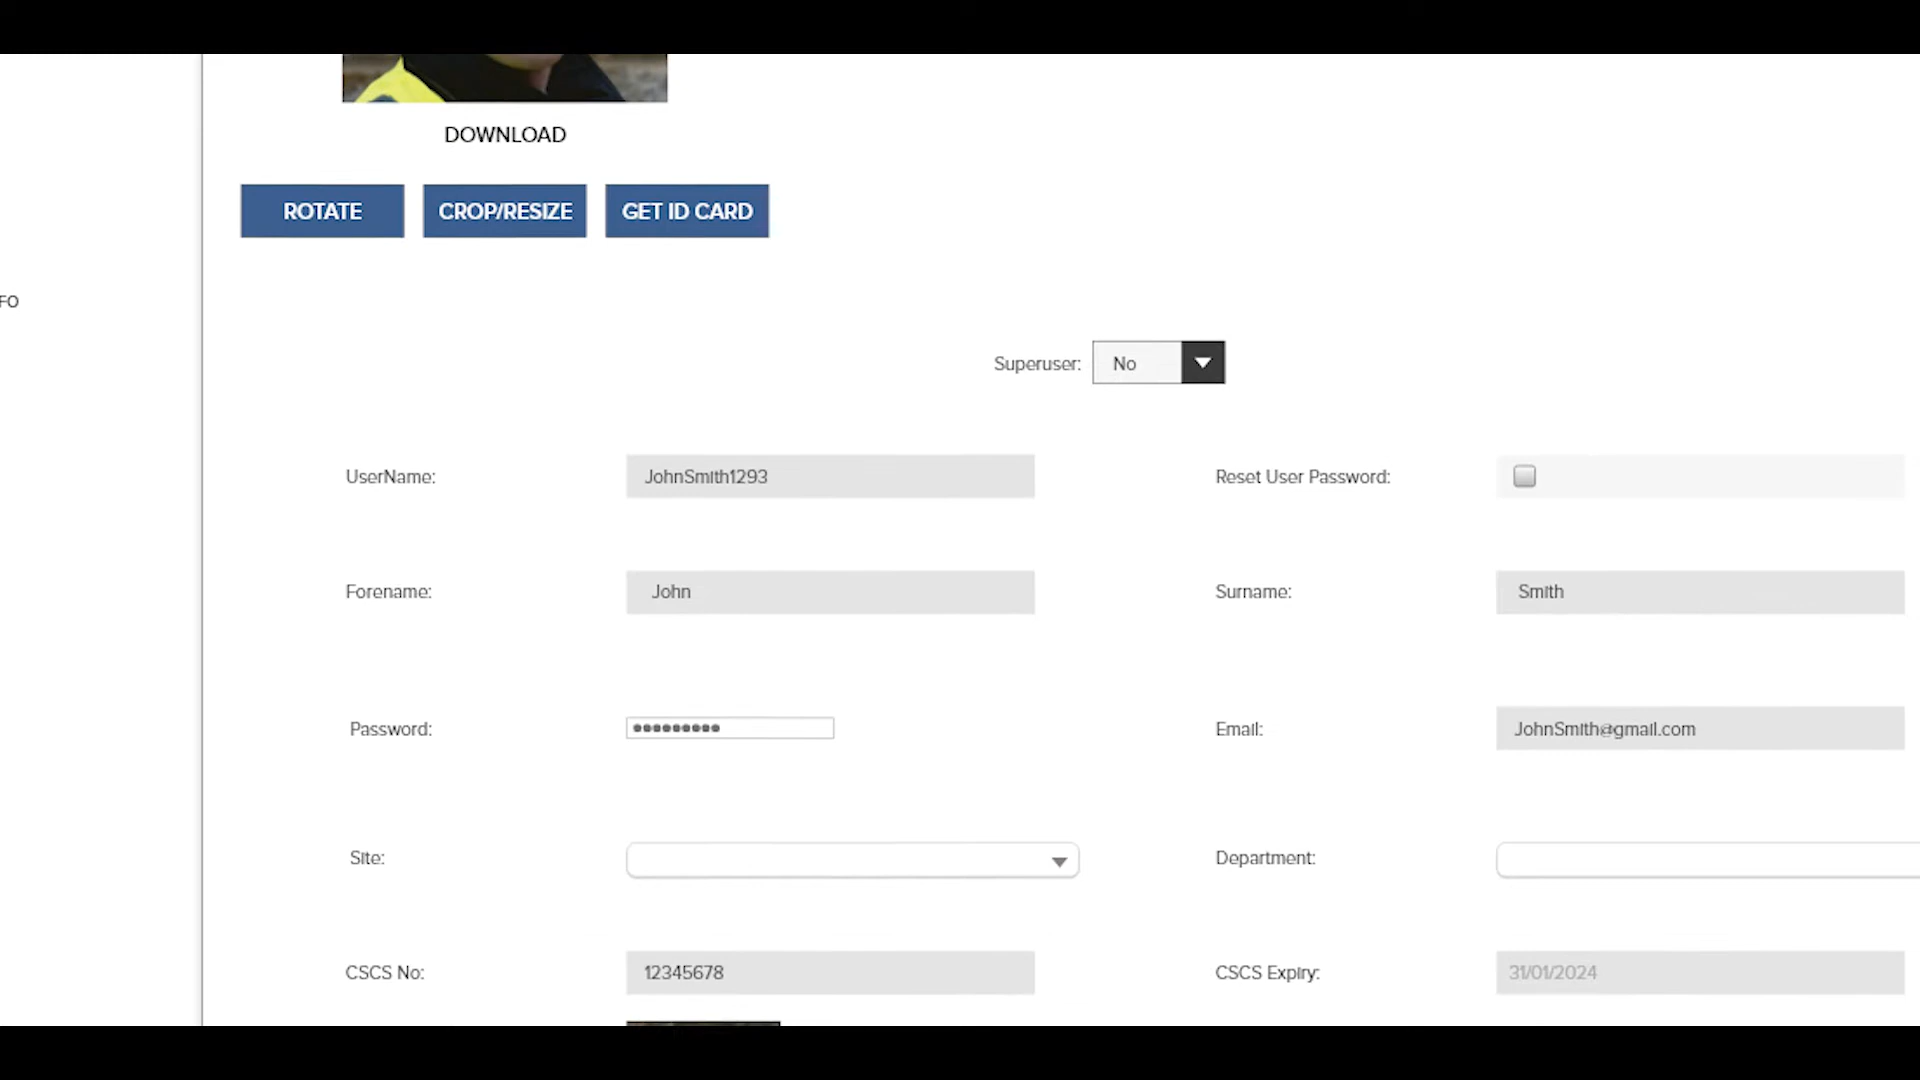 DOWNLOAD
ROTATE CROP/RESIZE GET ID CARD
FO
Superuser: No
UserName: JohnSmith1293 Reset User Password:
Forename: John Surname: Smith
Password: ●●●●●●●●● Email: JohnSmith@gmail.com
Site: Department:
CSCS No: 12345678 CSCS Expiry: 31/01/2024